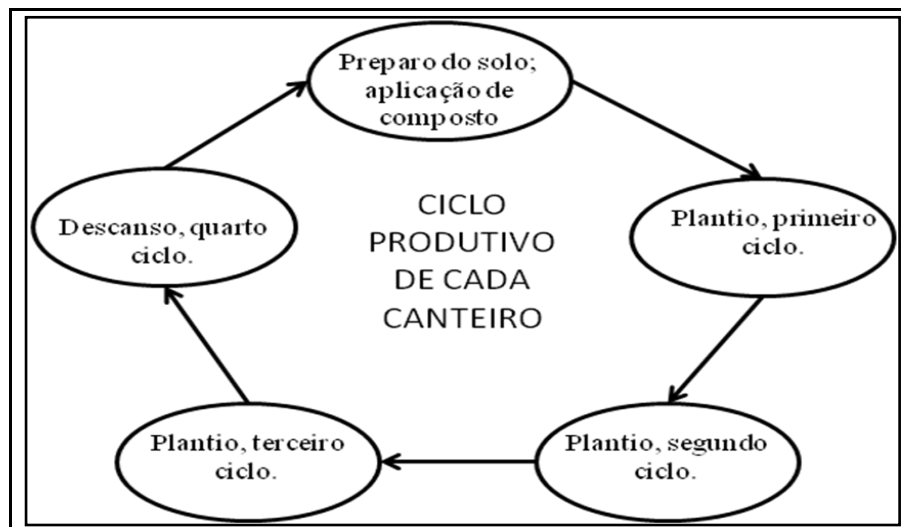 Preparo do solo;
aplicação de
composto
Plantio, primeiro
ciclo.
Plantio, segundo
ciclo.
Plantio, terceiro
ciclo.
Descanso, quarto
ciclo.
CICLO
PRODUTIVO
DE CADA
CANTEIRO